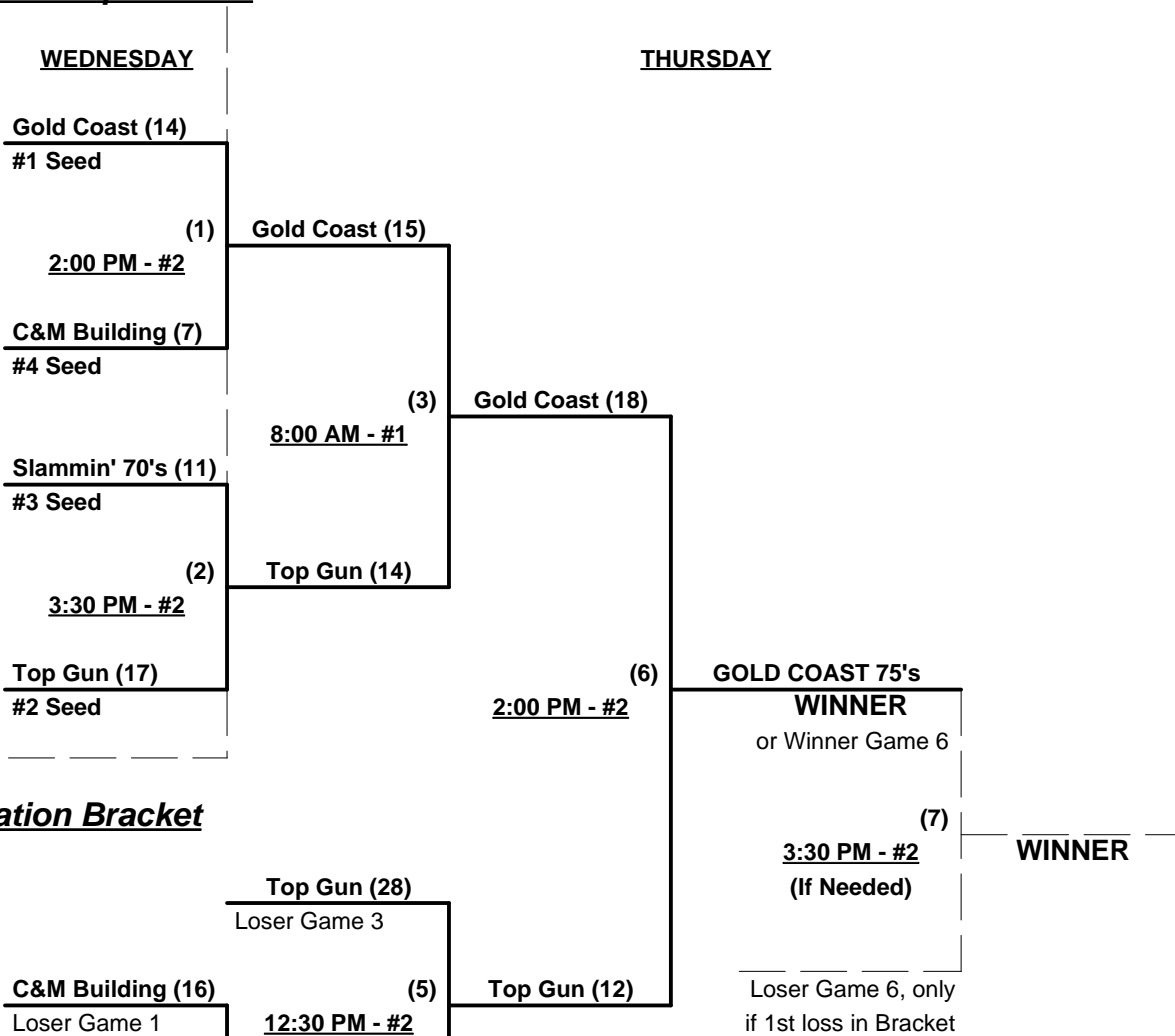 WEDNESDAY
THURSDAY
Gold Coast (14)
#1 Seed
(1)
Gold Coast (15)
2:00 PM - #2
C&M Building (7)
#4 Seed
(3)
Gold Coast (18)
8:00 AM - #1
Slammin' 70's (11)
#3 Seed
(2)
Top Gun (14)
3:30 PM - #2
Top Gun (17)
(6)
GOLD COAST 75's
#2 Seed
2:00 PM - #2
WINNER
or Winner Game 6
ation Bracket
(7)
3:30 PM - #2
WINNER
(If Needed)
Top Gun (28)
Loser Game 3
C&M Building (16)
(5)
Top Gun (12)
Loser Game 6, only
Loser Game 1
12:30 PM - #2
if 1st loss in Bracket